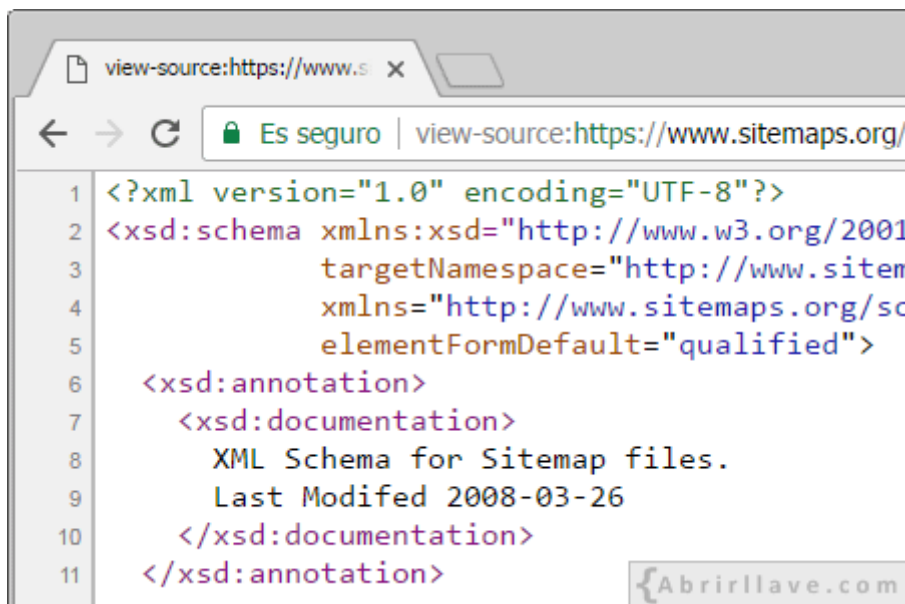 view-source:https://www.s
Es seguro | view-source:https://www.sitemaps.org/
1 <?xml version="1.0" encoding="UTF-8"?>
2 <xsd:schema xmlns:xsd="http://www.w3.org/2001
3 targetNamespace="http://www.sitem
4 xmlns="http://www.sitemaps.org/sc
5 elementFormDefault="qualified">
6 <xsd:annotation>
7 <xsd:documentation>
8 XML Schema for Sitemap files.
9 Last Modifed 2008-03-26
10 </xsd:documentation>
11 </xsd:annotation>
{Abrirllave.com